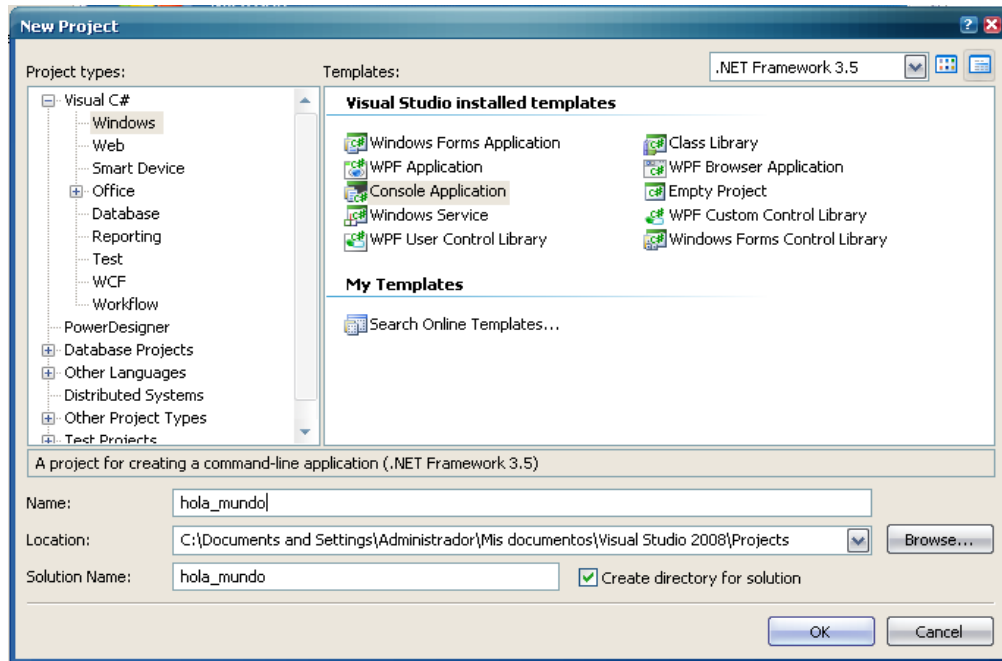 New Project
Project types:
Templates:
.NET Framework 3.5
Visual C#
Windows
Web
Smart Device
Office
Database
Reporting
Test
WCF
Workflow
PowerDesigner
Database Projects
Other Languages
Distributed Systems
Other Project Types
Test Projects
Visual Studio installed templates
Windows Forms Application
Class Library
WPF Application
WPF Browser Application
Console Application
Empty Project
Windows Service
WPF Custom Control Library
WPF User Control Library
Windows Forms Control Library
My Templates
Search Online Templates...
A project for creating a command-line application (.NET Framework 3.5)
Name:
hola_mundo
Location:
C:\Documents and Settings\Administrador\Mis documentos\Visual Studio 2008\Projects
Browse...
Solution Name:
hola_mundo
Create directory for solution
OK
Cancel